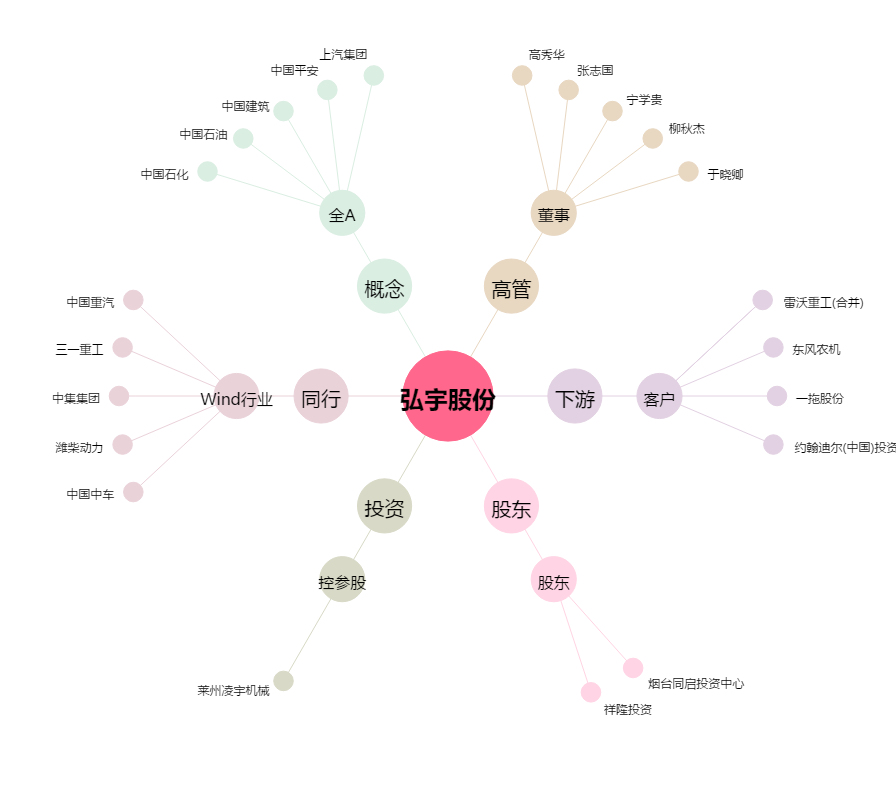 上汽集团
高秀华
中国平安
张志国
中国建筑
宁学贵
中国石油
柳秋杰
中国石化
于晓卿
全A
董事
概念
高管
中国重汽
雷沃重工(合并)
三一重工
东风农机
中集集团
Wind行业
同行
弘宇股份
下游
客户
一拖股份
潍柴动力
约翰迪尔(中国)投资
中国中车
投资
股东
控参股
股东
莱州凌宇机械
烟台同启投资中心
祥隆投资